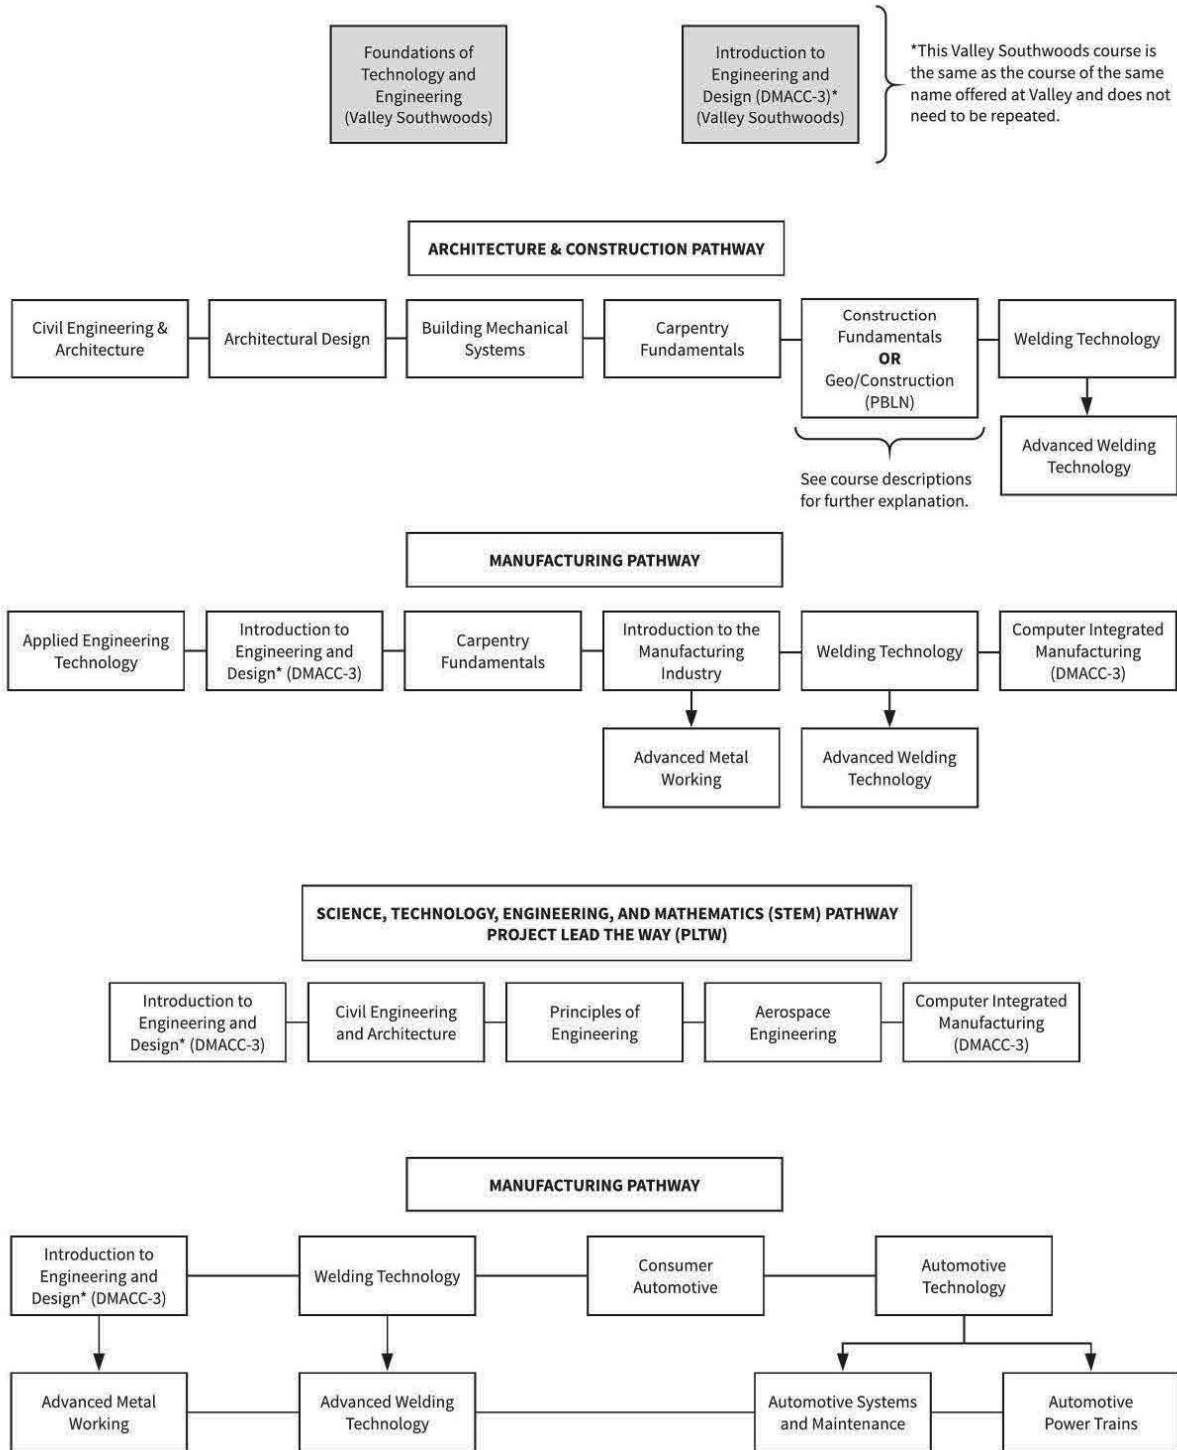 Foundations of
Technology and
Engineering
(Valley Southwoods)
Introduction to
Engineering and
Design (DMACC-3)*
(Valley Southwoods)
*This Valley Southwoods course is
the same as the course of the same
name offered at Valley and does not
need to be repeated.
ARCHITECTURE & CONSTRUCTION PATHWAY
Civil Engineering &
Architecture
Architectural Design
Building Mechanical
Systems
Carpentry
Fundamentals
Construction
Fundamentals
OR
Geo/Construction
(PBLN)
Welding Technology
See course descriptions
for further explanation.
Advanced Welding
Technology
MANUFACTURING PATHWAY
Applied Engineering
Technology
Introduction to
Engineering and
Design* (DMACC-3)
Carpentry
Fundamentals
Introduction to the
Manufacturing
Industry
Welding Technology
Computer Integrated
Manufacturing
(DMACC-3)
Advanced Metal
Working
Advanced Welding
Technology
SCIENCE, TECHNOLOGY, ENGINEERING, AND MATHEMATICS (STEM) PATHWAY
PROJECT LEAD THE WAY (PLTW)
Introduction to
Engineering and
Design* (DMACC-3)
Civil Engineering
and Architecture
Principles of
Engineering
Aerospace
Engineering
Computer Integrated
Manufacturing
(DMACC-3)
MANUFACTURING PATHWAY
Introduction to
Engineering and
Design* (DMACC-3)
Welding Technology
Consumer
Automotive
Automotive
Technology
Advanced Metal
Working
Advanced Welding
Technology
Automotive Systems
and Maintenance
Automotive
Power Trains